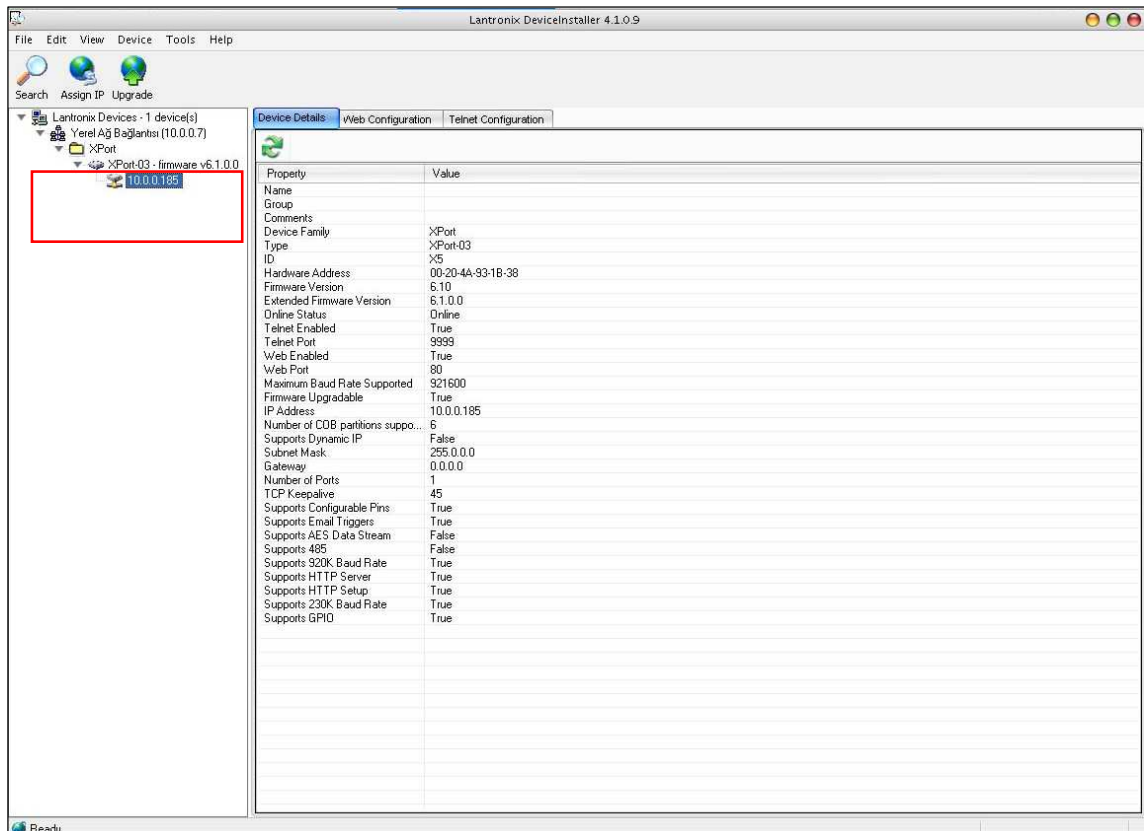 Lantronix DeviceInstaller 4.1.0.9
File Edit View Device Tools Help
Search Assign IP Upgrade
Lantronix Devices - 1 device(s)
Yerel Ağ Bağlantısı (10.0.0.7)
XPort
XPort-03 - firmware v6.1.0.0
10.0.0.185
Device Details Web Configuration Telnet Configuration
Property Value
Name
Group
Comments
Device Family XPort
Type XPort-03
ID X5
Hardware Address 00-20-4A-93-1B-38
Firmware Version 6.10
Extended Firmware Version 6.1.0.0
Online Status Online
Telnet Enabled True
Telnet Port 9999
Web Enabled True
Web Port 80
Maximum Baud Rate Supported 921600
Firmware Upgradable True
IP Address 10.0.0.185
Number of COB partitions suppo... 6
Supports Dynamic IP False
Subnet Mask 255.0.0.0
Gateway 0.0.0.0
Number of Ports 1
TCP Keepalive 45
Supports Configurable Pins True
Supports Email Triggers True
Supports AES Data Stream False
Supports 485 False
Supports 920K Baud Rate True
Supports HTTP Server True
Supports HTTP Setup True
Supports 230K Baud Rate True
Supports GPIO True
Ready